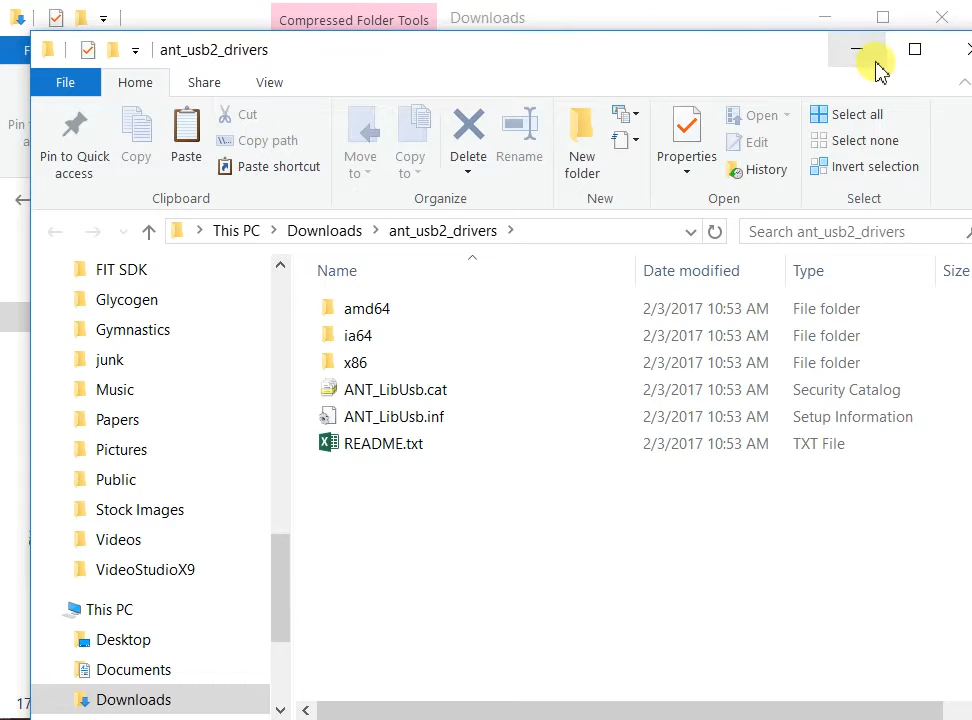 Compressed Folder Tools
Downloads
F
ant_usb2_drivers
File
Home
Share
View
Pin
Pin to Quick access
Copy
Paste
Cut
Copy path
Paste shortcut
Clipboard
Move to
Copy to
Delete
Rename
Organize
New folder
New
Properties
Open
Edit
History
Open
Select all
Select none
Invert selection
Select
This PC > Downloads > ant_usb2_drivers >
Search ant_usb2_drivers
FIT SDK
Glycogen
Gymnastics
junk
Music
Papers
Pictures
Public
Stock Images
Videos
VideoStudioX9
This PC
Desktop
Documents
Downloads
17
Name Date modified Type Size
amd64 2/3/2017 10:53 AM File folder
ia64 2/3/2017 10:53 AM File folder
x86 2/3/2017 10:53 AM File folder
ANT_LibUsb.cat 2/3/2017 10:53 AM Security Catalog
ANT_LibUsb.inf 2/3/2017 10:53 AM Setup Information
README.txt 2/3/2017 10:53 AM TXT File